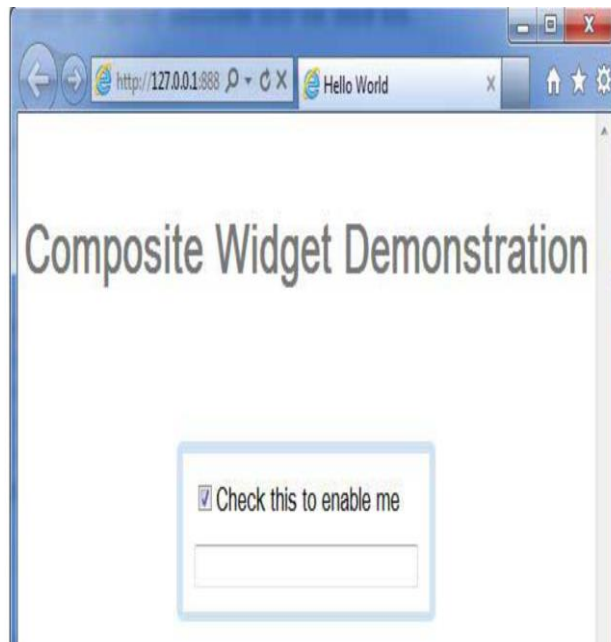 http://127.0.0.1:888
Hello World
Composite Widget Demonstration
Check this to enable me